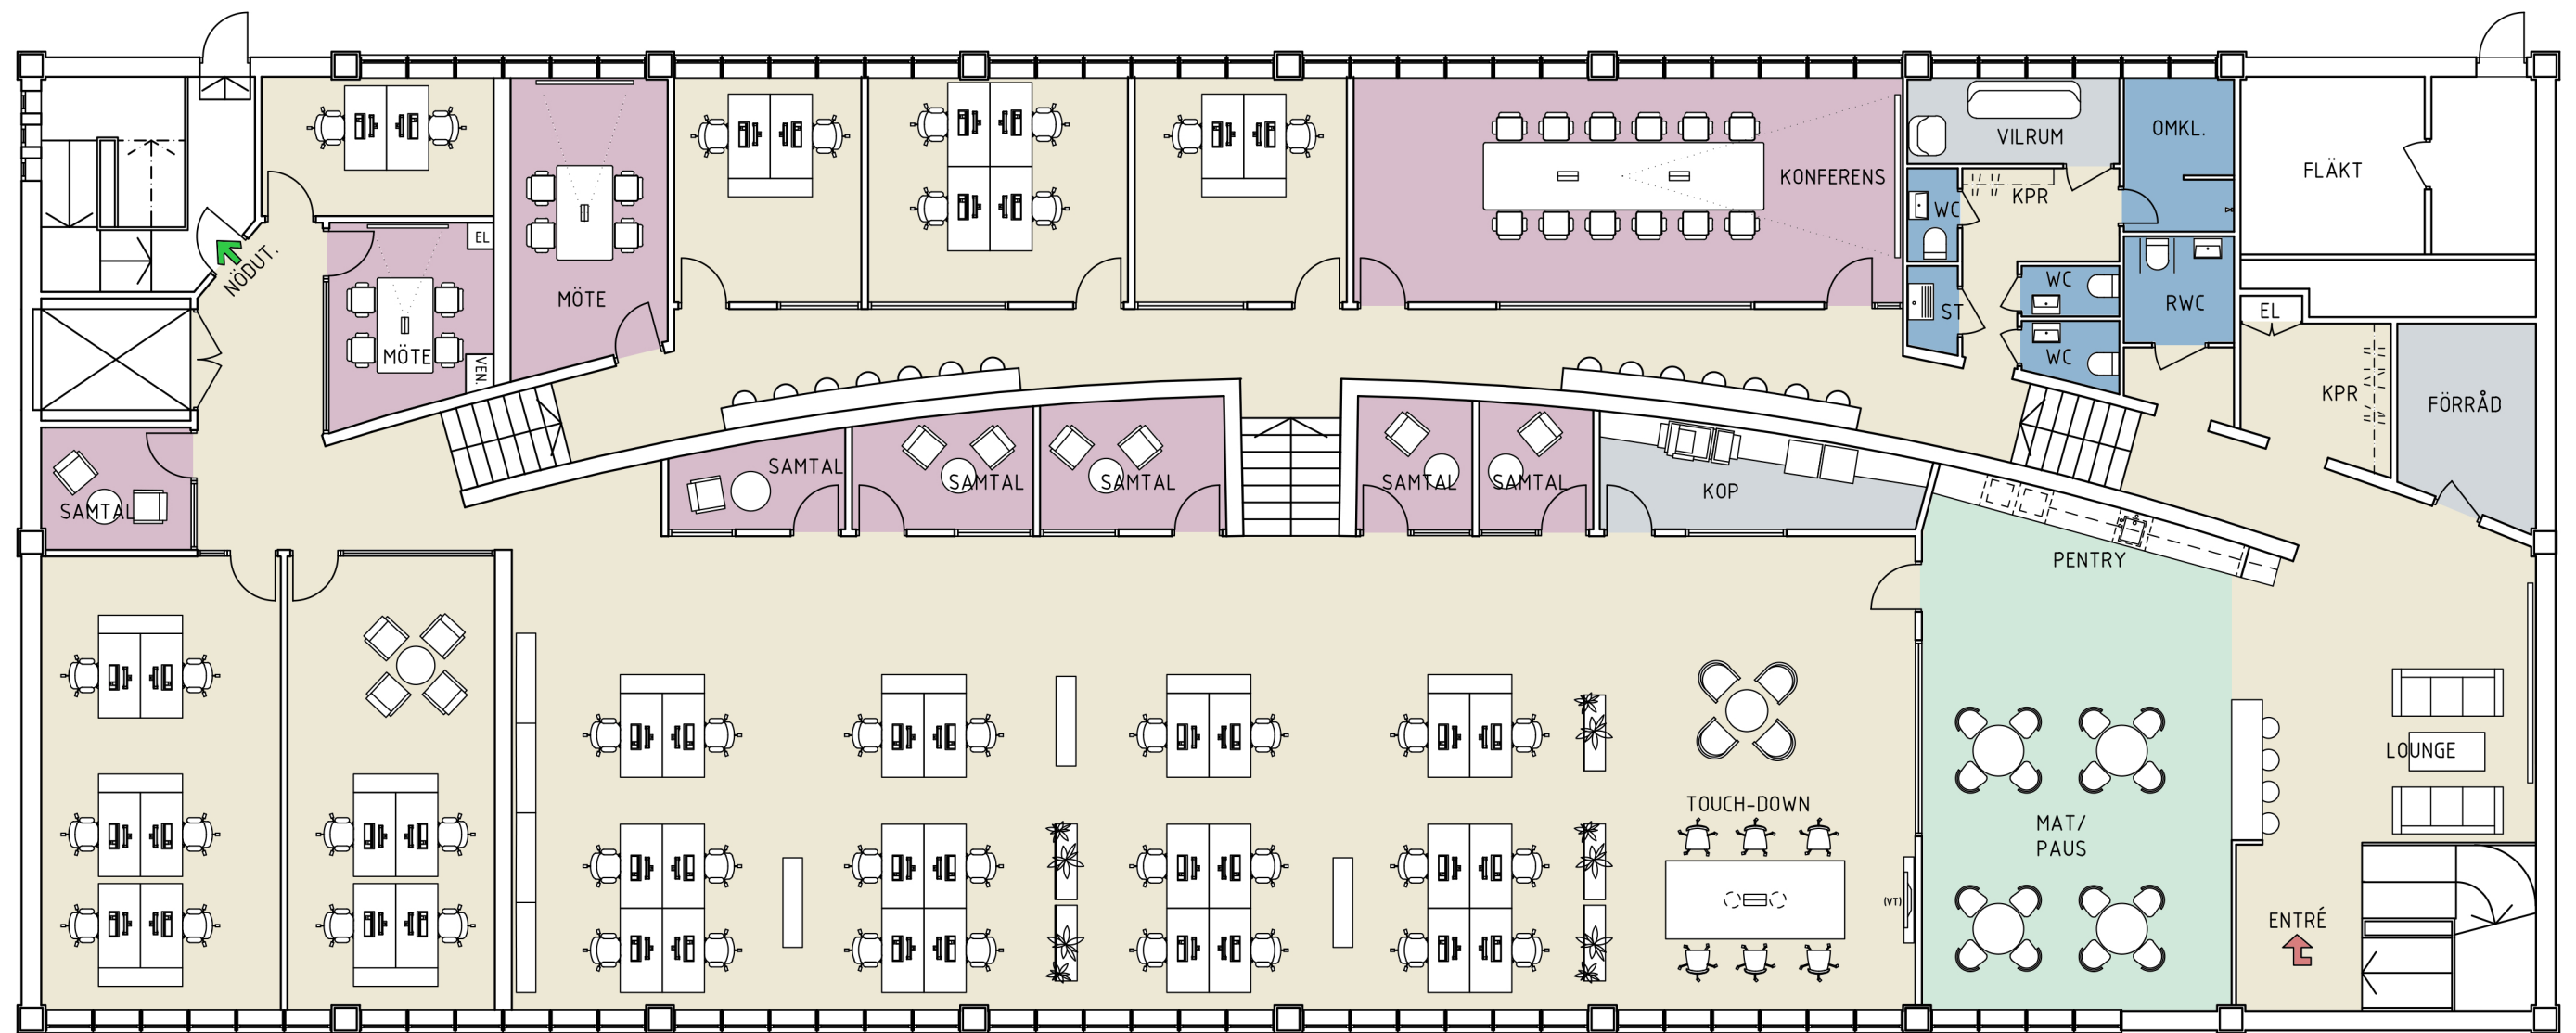 OMKL.
VILRUM
FLÄKT
KONFERENS
KPR
WC
EL
NÖDUT.
MÖTE
WC
RWC
ST
EL
MÖTE
VEN.
WC
KPR
FÖRRÅD
SAMTAL
SAMTAL
SAMTAL
SAMTAL
SAMTAL
KOP
SAMTAL
PENTRY
LOUNGE
TOUCH-DOWN
MAT/
PAUS
(VT)
ENTRÉ